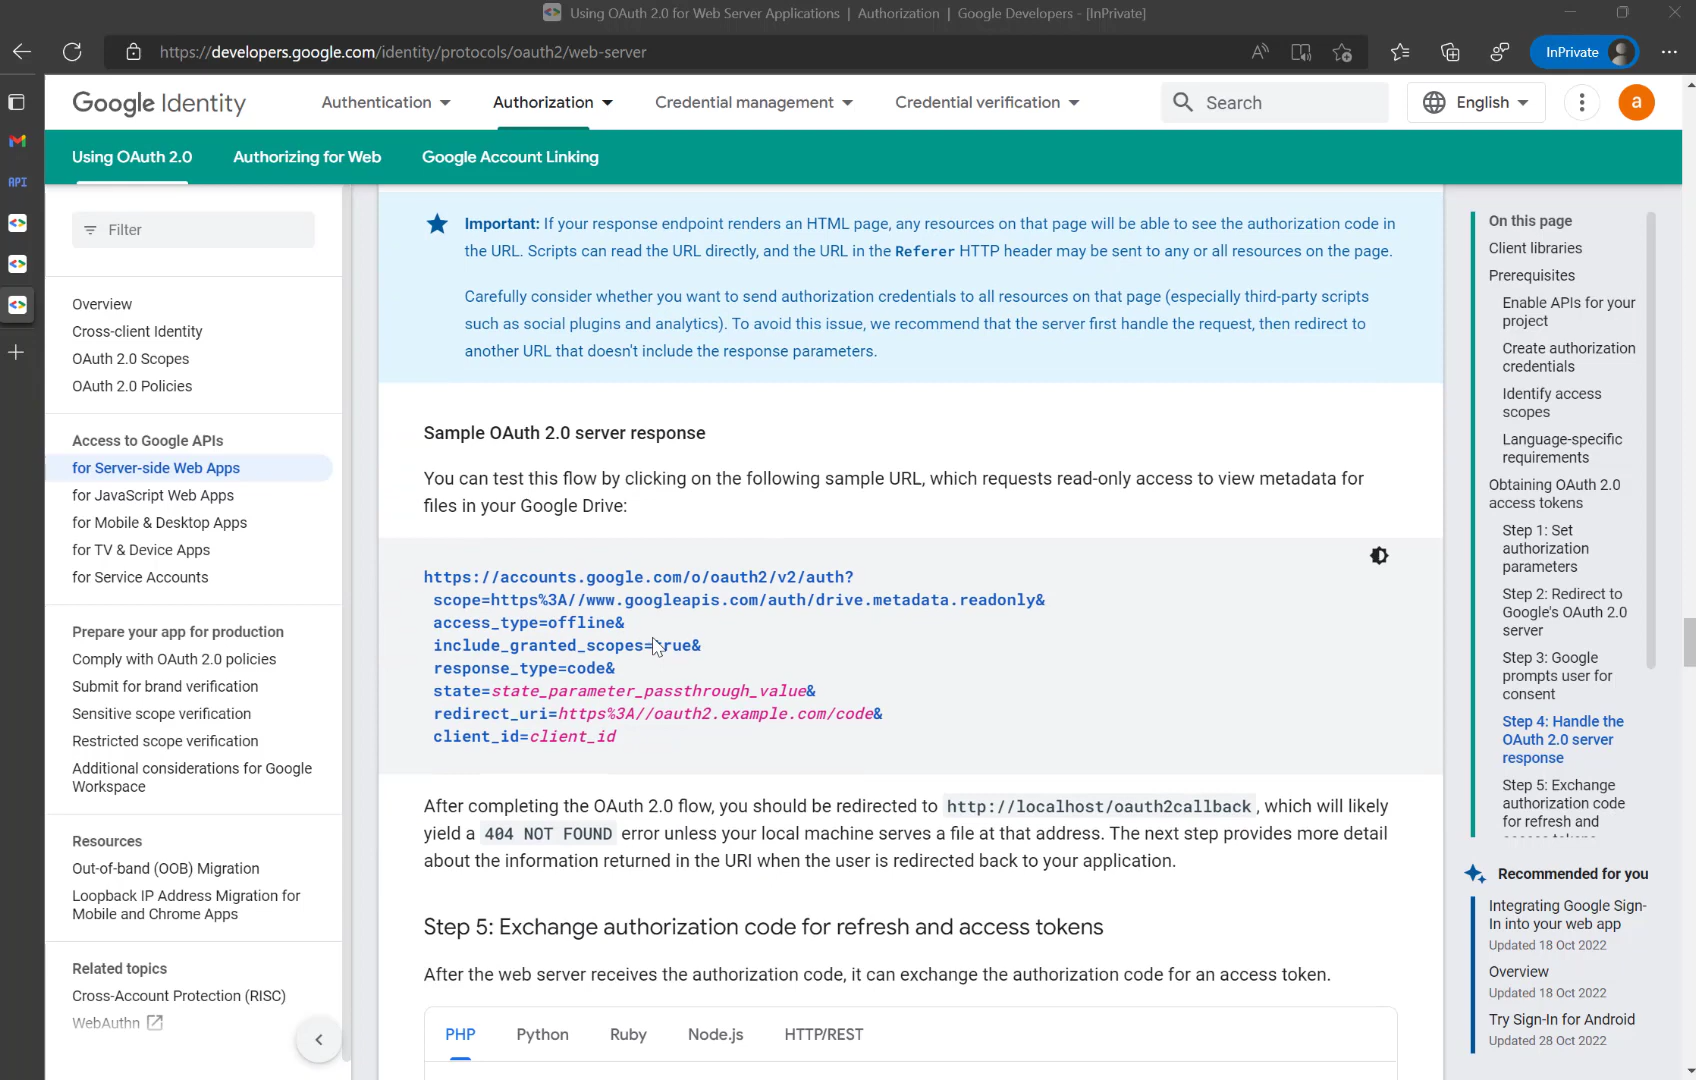 Using OAuth 2.0 for Web Server Applications | Authorization | Google Developers - [InPrivate]
https://developers.google.com/identity/protocols/oauth2/web-server
InPrivate
Google Identity
Authentication
Authorization
Credential management
Credential verification
Search
English
a
API
Using OAuth 2.0
Authorizing for Web
Google Account Linking
Filter
Overview
Cross-client Identity
OAuth 2.0 Scopes
OAuth 2.0 Policies
Access to Google APIs
for Server-side Web Apps
for JavaScript Web Apps
for Mobile & Desktop Apps
for TV & Device Apps
for Service Accounts
Prepare your app for production
Comply with OAuth 2.0 policies
Submit for brand verification
Sensitive scope verification
Restricted scope verification
Additional considerations for Google
Workspace
Resources
Out-of-band (OOB) Migration
Loopback IP Address Migration for
Mobile and Chrome Apps
Related topics
Cross-Account Protection (RISC)
WebAuthn
Important: If your response endpoint renders an HTML page, any resources on that page will be able to see the authorization code in
the URL. Scripts can read the URL directly, and the URL in the Referer HTTP header may be sent to any or all resources on the page.
Carefully consider whether you want to send authorization credentials to all resources on that page (especially third-party scripts
such as social plugins and analytics). To avoid this issue, we recommend that the server first handle the request, then redirect to
another URL that doesn't include the response parameters.
Sample OAuth 2.0 server response
You can test this flow by clicking on the following sample URL, which requests read-only access to view metadata for
files in your Google Drive:
https://accounts.google.com/o/oauth2/v2/auth?
scope=https%3A//www.googleapis.com/auth/drive.metadata.readonly&
access_type=offline&
include_granted_scopes=true&
response_type=code&
state=state_parameter_passthrough_value&
redirect_uri=https%3A//oauth2.example.com/code&
client_id=client_id
After completing the OAuth 2.0 flow, you should be redirected to http://localhost/oauth2callback, which will likely
yield a 404 NOT FOUND error unless your local machine serves a file at that address. The next step provides more detail
about the information returned in the URI when the user is redirected back to your application.
Step 5: Exchange authorization code for refresh and access tokens
After the web server receives the authorization code, it can exchange the authorization code for an access token.
PHP
Python
Ruby
Node.js
HTTP/REST
On this page
Client libraries
Prerequisites
Enable APIs for your
project
Create authorization
credentials
Identify access
scopes
Language-specific
requirements
Obtaining OAuth 2.0
access tokens
Step 1: Set
authorization
parameters
Step 2: Redirect to
Google's OAuth 2.0
server
Step 3: Google
prompts user for
consent
Step 4: Handle the
OAuth 2.0 server
response
Step 5: Exchange
authorization code
for refresh and
access tokens
Recommended for you
Integrating Google Sign-
In into your web app
Updated 18 Oct 2022
Overview
Updated 18 Oct 2022
Try Sign-In for Android
Updated 28 Oct 2022